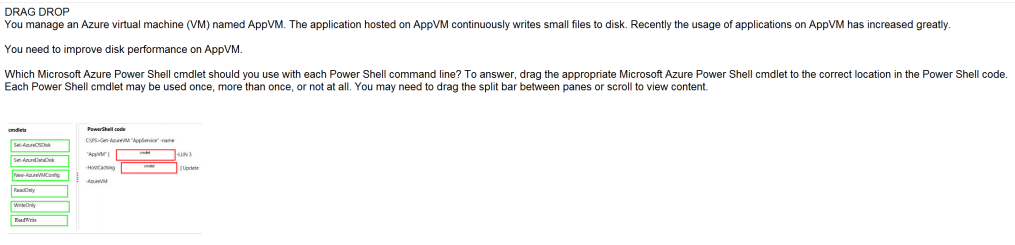 DRAG DROP
You manage an Azure virtual machine (VM) named AppVM. The application hosted on AppVM continuously writes small files to disk. Recently the usage of applications on AppVM has increased greatly.
You need to improve disk performance on AppVM.
Which Microsoft Azure Power Shell cmdlet should you use with each Power Shell command line? To answer, drag the appropriate Microsoft Azure Power Shell cmdlet to the correct location in the Power Shell code.
Each Power Shell cmdlet may be used once, more than once, or not at all. You may need to drag the split bar between panes or scroll to view content.
cmdlets
Set-AzureOSDisk
Set-AzureDataDisk
New-AzureVMConfig
ReadOnly
WriteOnly
ReadWrite
PowerShell code
C:\PS>Get-AzureVM "AppService" -name
"AppVM" | cmdlet -LUN 3
-HostCaching cmdlet | Update
-AzureVM